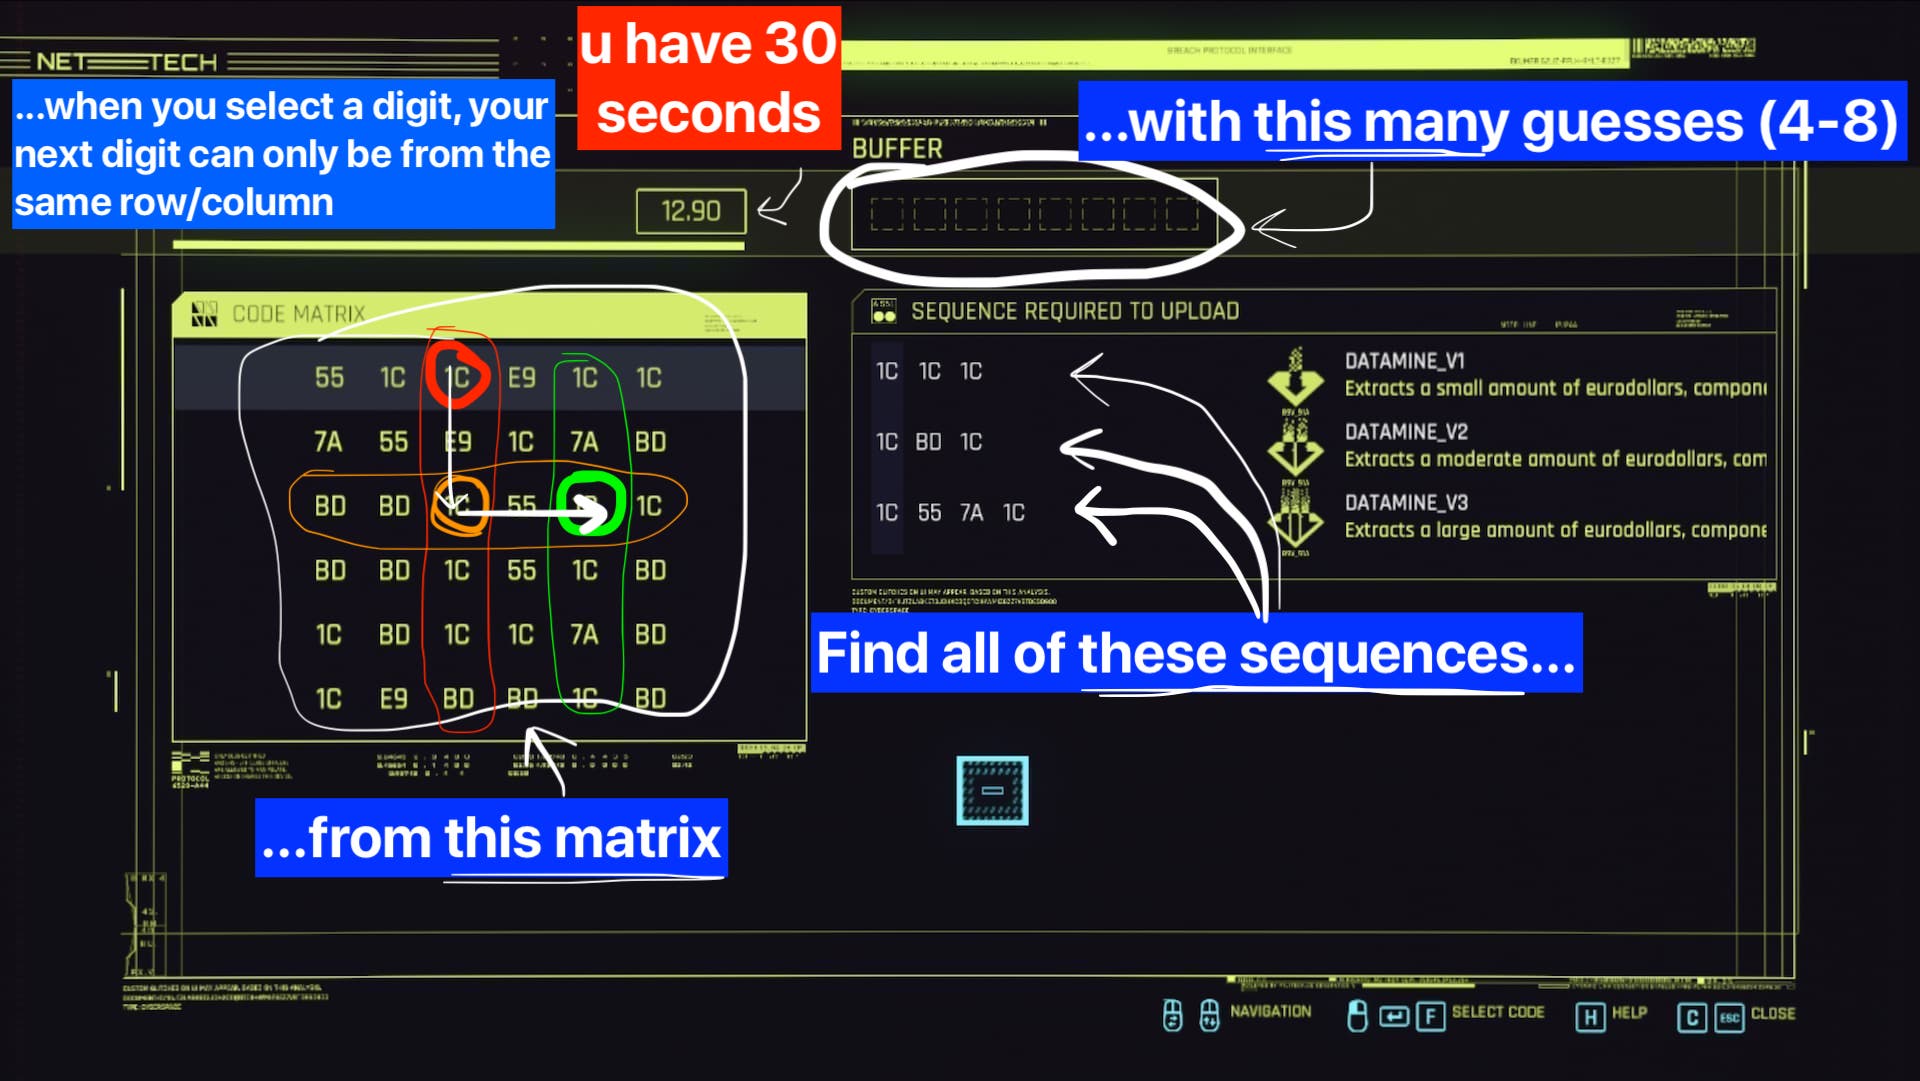 NET TECH
u have 30
seconds
BREACH PROTOCOL INTERFACE
...when you select a digit, your
next digit can only be from the
same row/column
...with this many guesses (4-8)
BUFFER
12.90
CODE MATRIX
55 1C 1C E9 1C 1C
7A 55 E9 1C 7A BD
BD BD 1C 55 1C
BD BD 1C 55 1C BD
1C BD 1C 1C 7A BD
1C E9 BD BD 1C BD
SEQUENCE REQUIRED TO UPLOAD
1C 1C 1C
DATAMINE_V1
Extracts a small amount of eurodollars, compone
1C BD 1C
DATAMINE_V2
Extracts a moderate amount of eurodollars, com
1C 55 7A 1C
DATAMINE_V3
Extracts a large amount of eurodollars, compone
Find all of these sequences...
...from this matrix
PROTOCOL
6520-A44
NAVIGATION
F SELECT CODE
H HELP
C ESC CLOSE